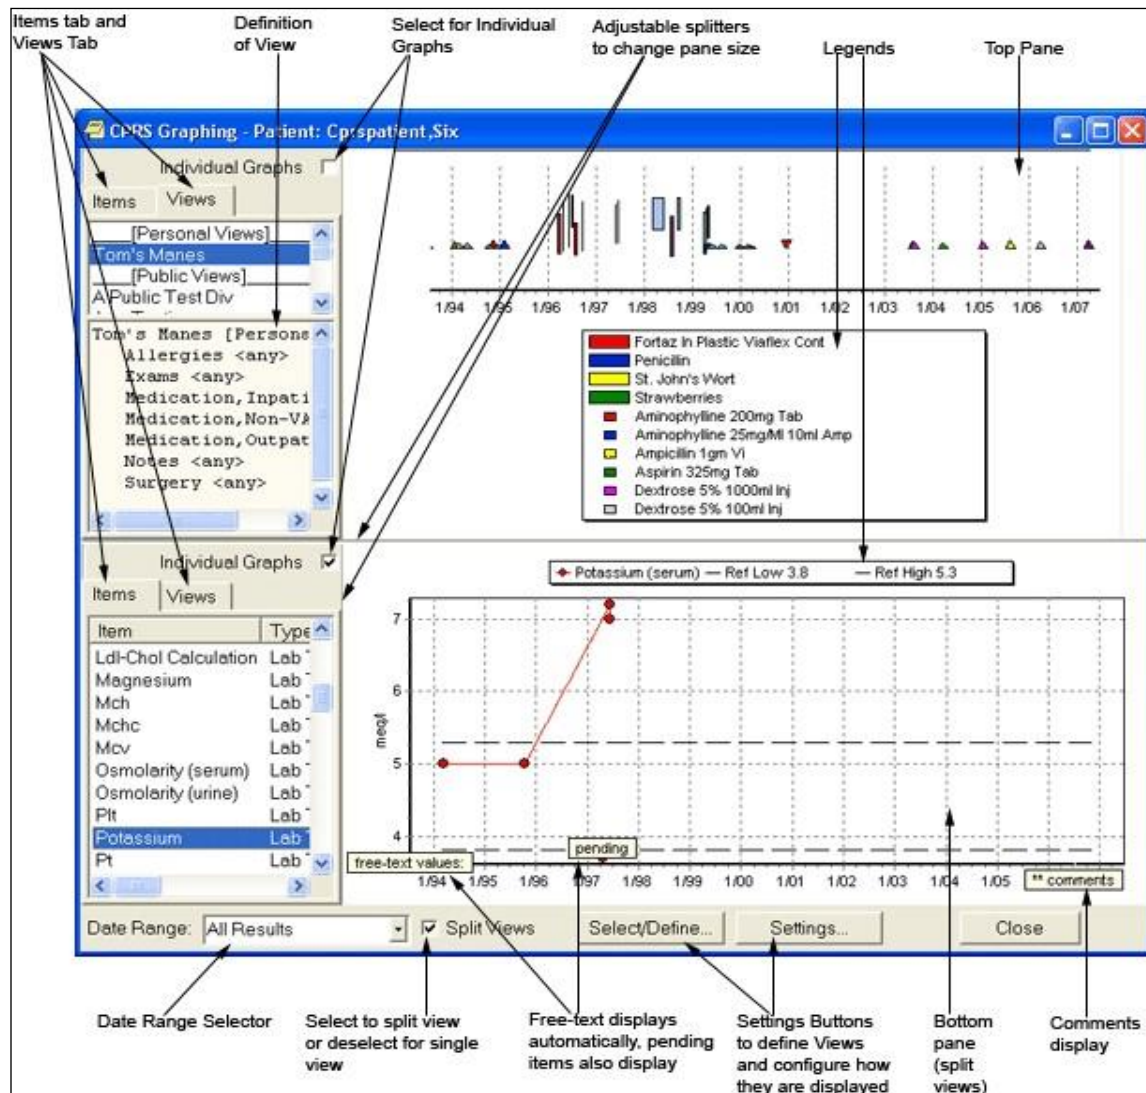 Items tab and
Views Tab
Definition
of View
Select for Individual
Graphs
Adjustable splitters
to change pane size
Legends
Top Pane
CPRS Graphing - Patient: Cprspatient,Six
Individual Graphs
Items
Views
[Personal Views]
Tom's Manes
[Public Views]
A Public Test Div
Tom's Manes [Persona
Allergies <any>
Exams <any>
Medication,Inpati
Medication,Non-VA
Medication,Outpat
Notes <any>
Surgery <any>
1/94 1/95 1/96 1/97 1/98 1/99 1/00 1/01 1/02 1/03 1/04 1/05 1/06 1/07
Fortaz In Plastic Viaflex Cont
Penicillin
St. John's Wort
Strawberries
Aminophylline 200mg Tab
Aminophylline 25mg/Ml 10ml Amp
Ampicillin 1gm Vi
Aspirin 325mg Tab
Dextrose 5% 1000ml Inj
Dextrose 5% 100ml Inj
Individual Graphs
Items
Views
Item Type
Ldl-Chol Calculation Lab
Magnesium Lab
Mch Lab
Mchc Lab
Mcv Lab
Osmolarity (serum) Lab
Osmolarity (urine) Lab
Plt Lab
Potassium Lab
Pt Lab
Potassium (serum) Ref Low 3.8 Ref High 5.3
7
6
5
4
meq/l
free-text values:
pending
** comments
1/94 1/95 1/96 1/97 1/98 1/99 1/00 1/01 1/02 1/03 1/04 1/05
Date Range: All Results
Split Views
Select/Define...
Settings...
Close
Date Range Selector
Select to split view
or deselect for single
view
Free-text displays
automatically, pending
items also display
Settings Buttons
to define Views
and configure how
they are displayed
Bottom
pane
(split
views)
Comments
display